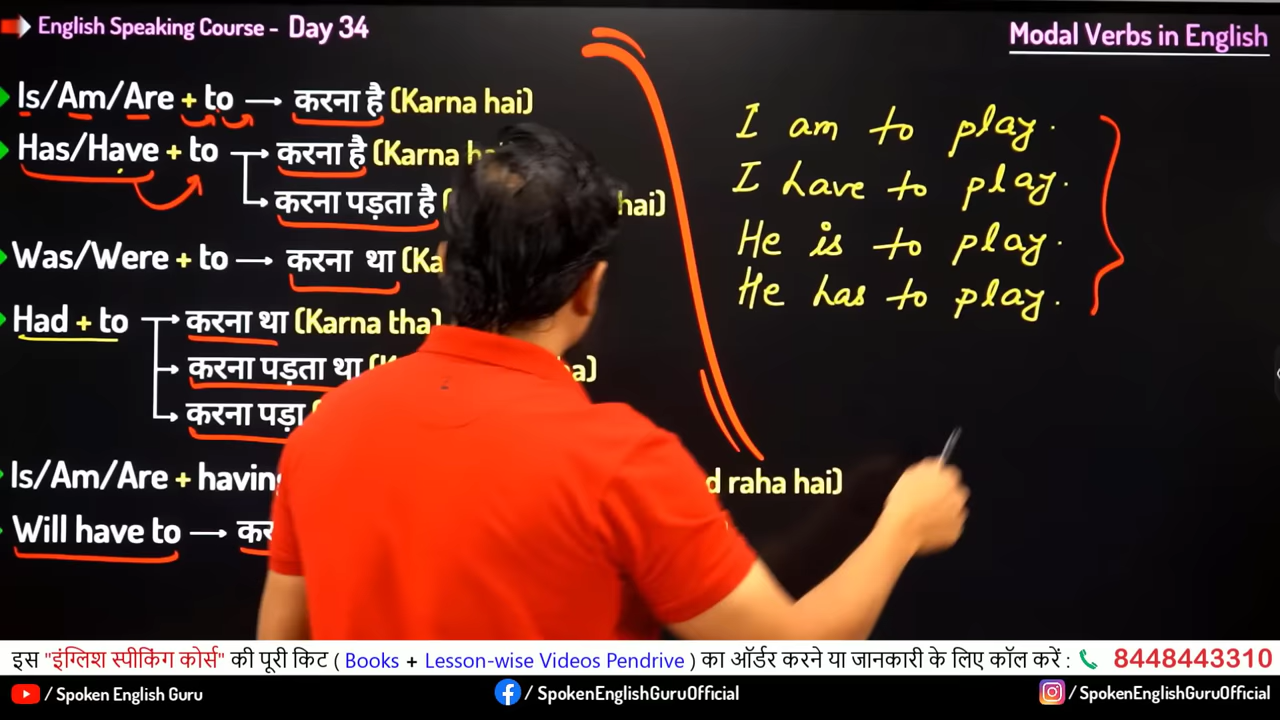 English Speaking Course - Day 34
Modal Verbs in English
Is/Am/Are + to → करना है (Karna hai)
Has/Have + to → करना है (Karna
करना पड़ता है hai)
Was/Were + to → करना था (Ka
Had + to → करना था (Karna tha)
करना पड़ता था
करना पड़ा
Is/Am/Are + having d raha hai)
Will have to → कर
I am to play.
I have to play.
He is to play.
He has to play.
इस "इंग्लिश स्पीकिंग कोर्स" की पूरी किट ( Books + Lesson-wise Videos Pendrive ) का ऑर्डर करने या जानकारी के लिए कॉल करें : 8448443310
/ Spoken English Guru
/ SpokenEnglishGuruOfficial
/ SpokenEnglishGuruOfficial